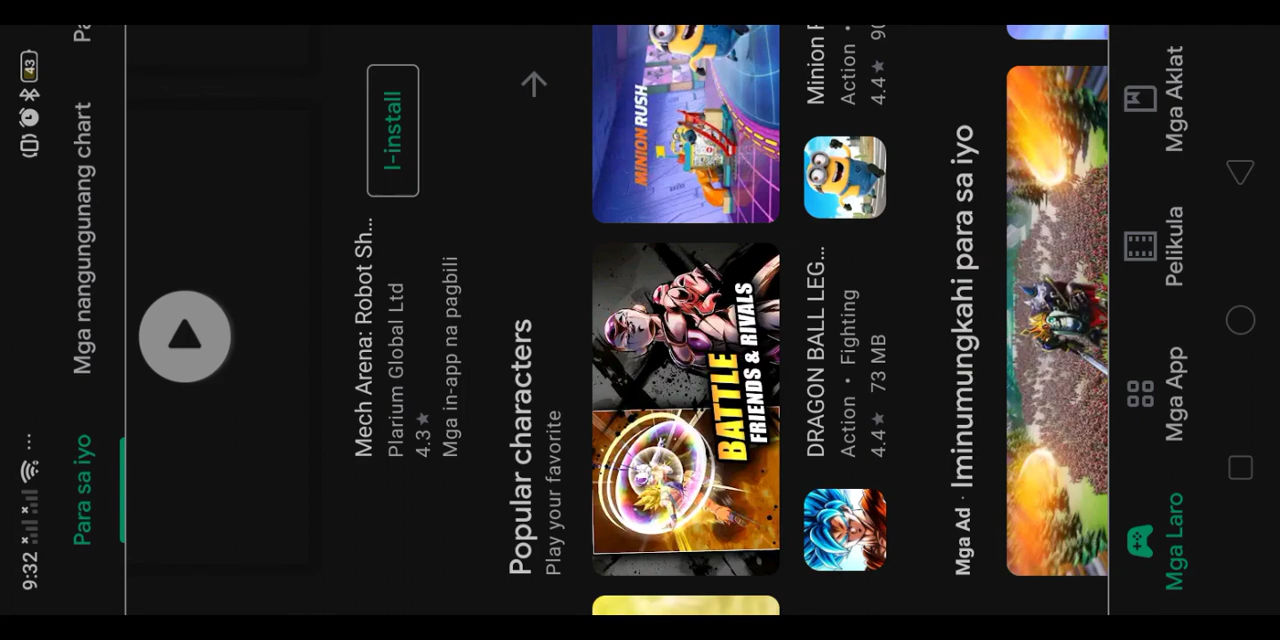 9:32
43
Para sa iyo
Mga nangungunang chart
Pa
Mech Arena: Robot Sh...
Plarium Global Ltd
4.3★
Mga in-app na pagbili
I-install
Popular characters
Play your favorite
BATTLE
FRIENDS & RIVALS
MINION RUSH
DRAGON BALL LEG...
Action • Fighting
4.4★ 73 MB
Minion
Action •
4.4★ 90
Mga Ad · Iminumungkahi para sa iyo
Mga Laro
Mga App
Pelikula
Mga Aklat